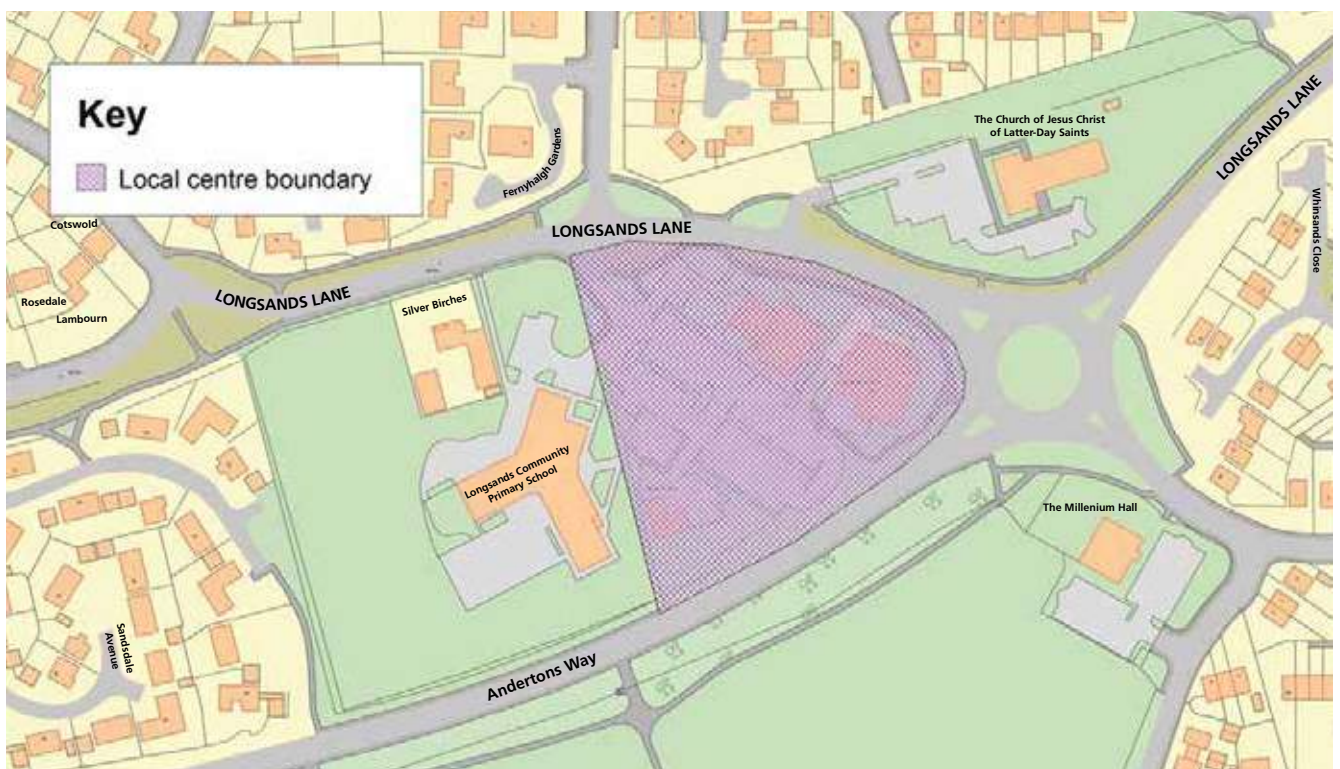 Key
Local centre boundary
The Church of Jesus Christ
of Latter-Day Saints
LONGSANDS LANE
Fernyhalgh Gardens
Whinsands Close
Cotswold
LONGSANDS LANE
Rosedale
LONGSANDS LANE
Lambourn
Silver Birches
Longsands Community
Primary School
The Millenium Hall
Sandsdale
Avenue
Andertons Way